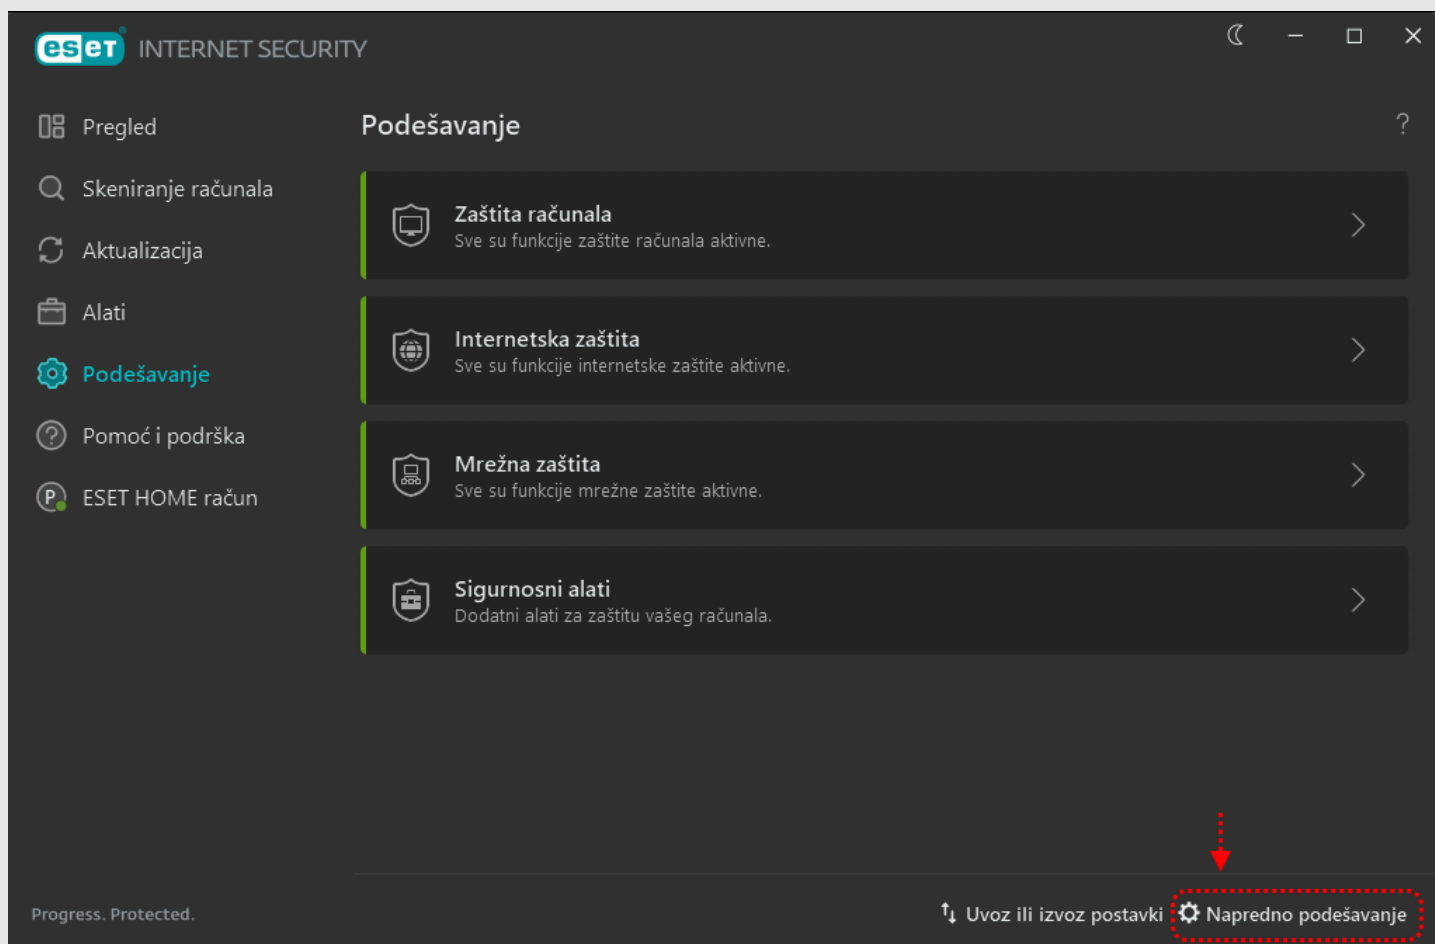 eseT INTERNET SECURITY
Pregled
Skeniranje računala
Aktualizacija
Alati
Podešavanje
Pomoć i podrška
P ESET HOME račun
Podešavanje
?
Zaštita računala
Sve su funkcije zaštite računala aktivne.
Internetska zaštita
Sve su funkcije internetske zaštite aktivne.
Mrežna zaštita
Sve su funkcije mrežne zaštite aktivne.
Sigurnosni alati
Dodatni alati za zaštitu vašeg računala.
Progress. Protected.
Uvoz ili izvoz postavki
Napredno podešavanje